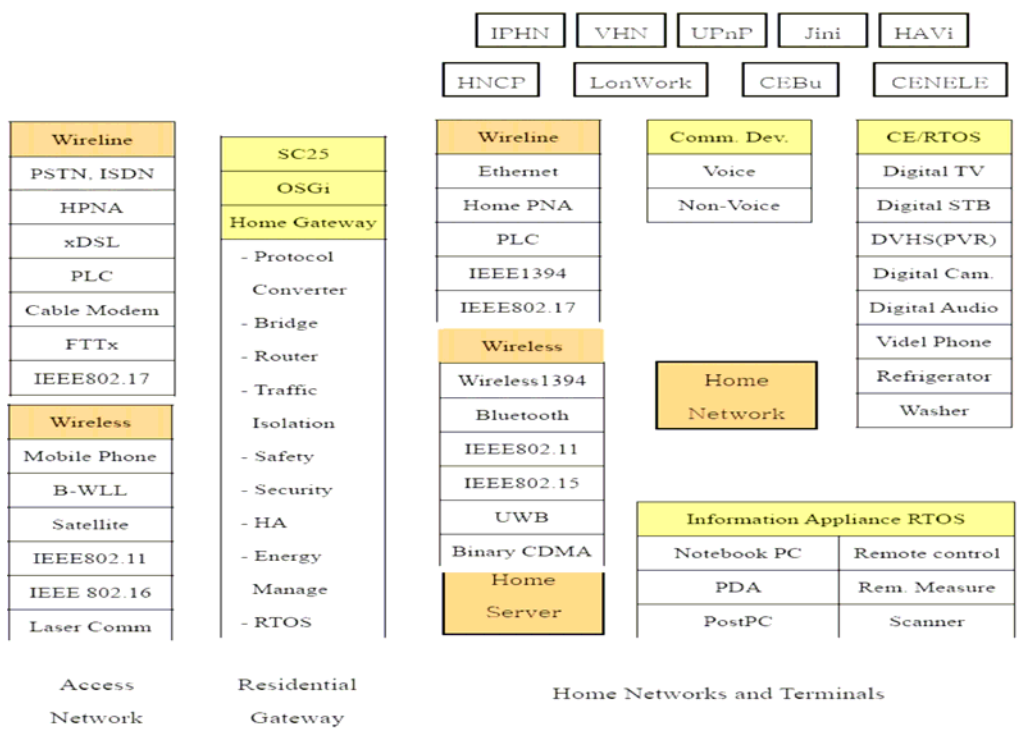 IPHN
VHN
UPnP
Jini
HAVi
HNCP
LonWork
CEBu
CENELE
Wireline
PSTN, ISDN
HPNA
xDSL
PLC
Cable Modem
FTTx
IEEE802.17
Wireless
Mobile Phone
B-WLL
Satellite
IEEE802.11
IEEE 802.16
Laser Comm
Access
Network
SC25
OSGi
Home Gateway
- Protocol
Converter
- Bridge
- Router
- Traffic
Isolation
- Safety
- Security
- HA
- Energy
Manage
- RTOS
Residential
Gateway
Wireline
Ethernet
Home PNA
PLC
IEEE1394
IEEE802.17
Wireless
Wireless1394
Bluetooth
IEEE802.11
IEEE802.15
UWB
Binary CDMA
Home
Server
Comm. Dev.
Voice
Non-Voice
Home
Network
CE/RTOS
Digital TV
Digital STB
DVHS(PVR)
Digital Cam.
Digital Audio
Videl Phone
Refrigerator
Washer
Information Appliance RTOS
Notebook PC
Remote control
PDA
Rem. Measure
PostPC
Scanner
Home Networks and Terminals